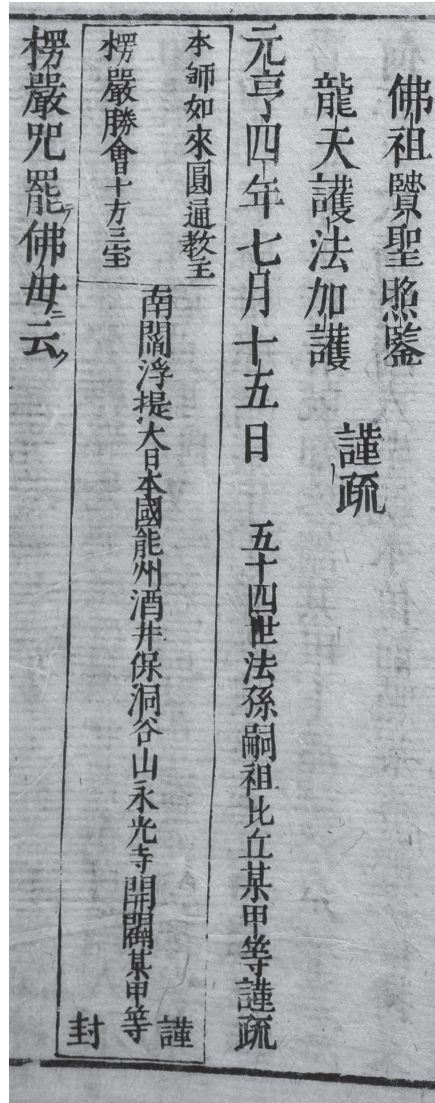 佛祖賢聖照鑒
龍天護法加護　謹疏
元亨四年七月十五日　五十四世法孫嗣祖比丘某甲等謹疏
本師如來圓通教主
楞嚴勝會十方三宝
南閻浮提大日本國能州酒井保洞谷山永光寺開闢某甲等
謹封
楞嚴咒罷ヲ佛母ニ云ク